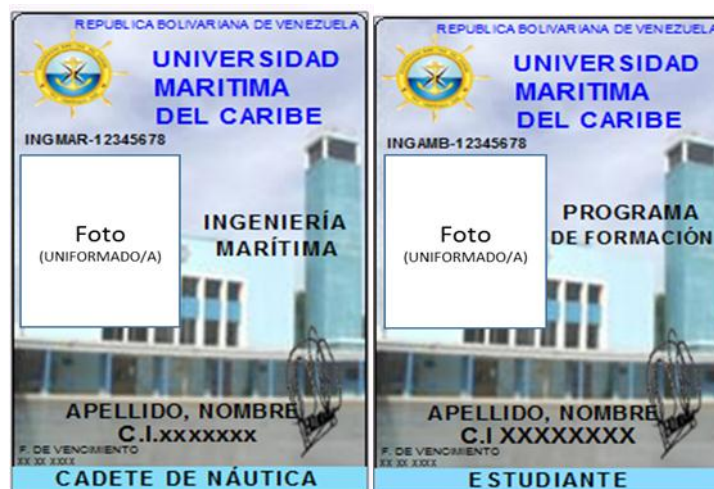 REPUBLICA BOLIVARIANA DE VENEZUELA
UNIVERSIDAD
MARITIMA
DEL CARIBE
INGMAR-12345678
Foto
(UNIFORMADO/A)
INGENIERÍA
MARÍTIMA
APELLIDO, NOMBRE
C.I.xxxxxxx
F. DE VENCIMIENTO
XX XX XXXX
CADETE DE NÁUTICA
REPUBLICA BOLIVARIANA DE VENEZUELA
UNIVERSIDAD
MARITIMA
DEL CARIBE
INGAMB-12345678
Foto
(UNIFORMADO/A)
PROGRAMA
DE FORMACIÓN
APELLIDO, NOMBRE
C.I XXXXXXXX
F. DE VENCIMIENTO
XX XX XXXX
ESTUDIANTE